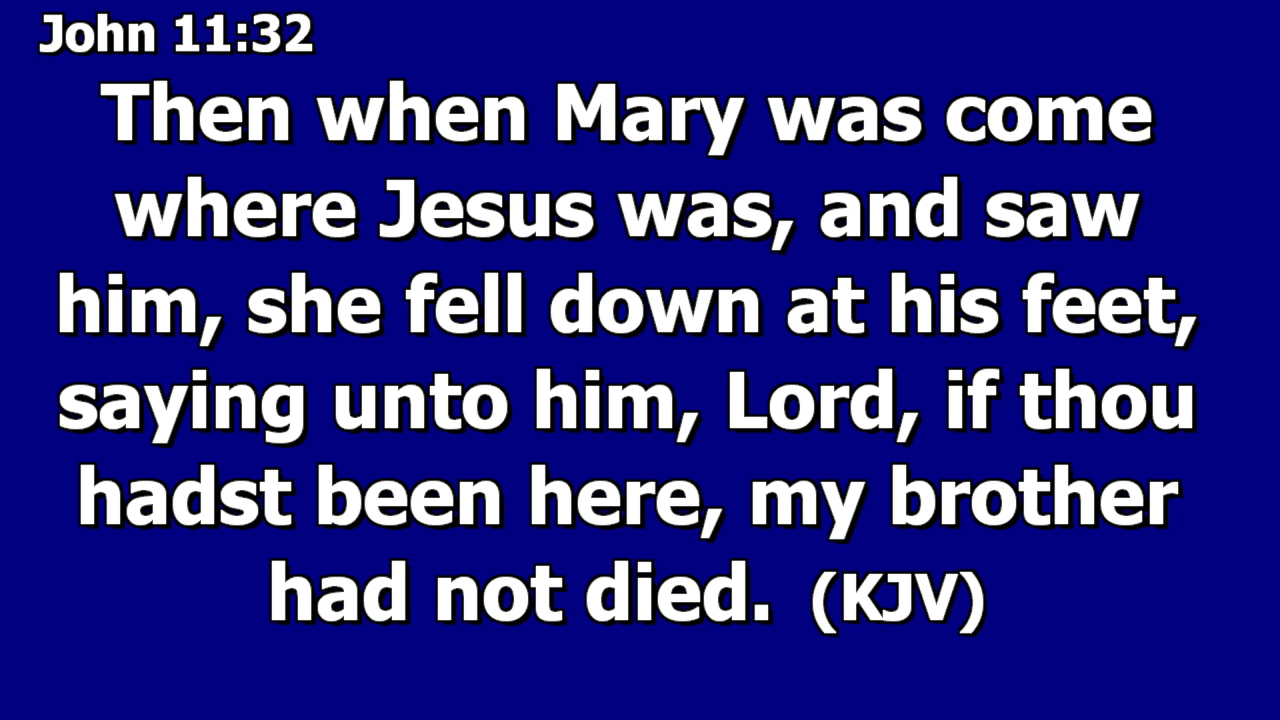 John 11:32
Then when Mary was come
where Jesus was, and saw
him, she fell down at his feet,
saying unto him, Lord, if thou
hadst been here, my brother
had not died. (KJV)